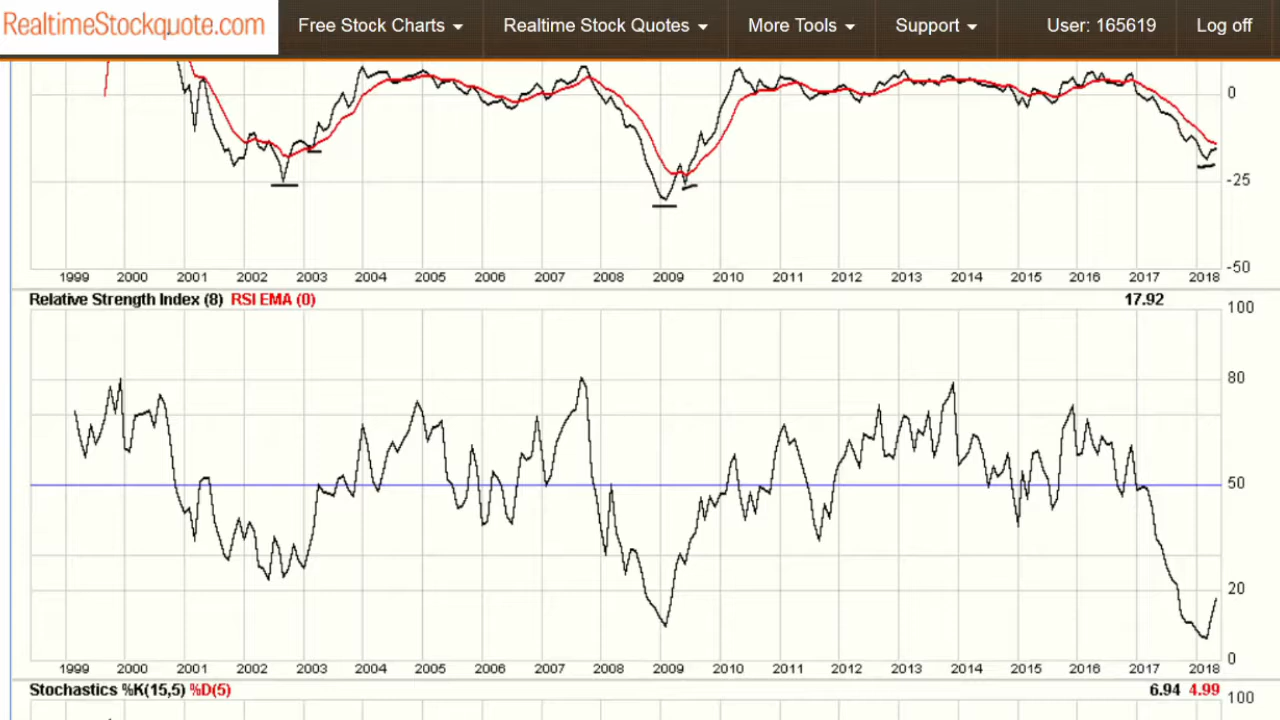 RealtimeStockquote.com Free Stock Charts Realtime Stock Quotes More Tools Support User: 165619 Log off
0
-25
-50
1999 2000 2001 2002 2003 2004 2005 2006 2007 2008 2009 2010 2011 2012 2013 2014 2015 2016 2017 2018
Relative Strength Index (8) RSI EMA (0) 17.92
100
80
50
20
0
1999 2000 2001 2002 2003 2004 2005 2006 2007 2008 2009 2010 2011 2012 2013 2014 2015 2016 2017 2018
Stochastics %K(15,5) %D(5) 6.94 4.99
100